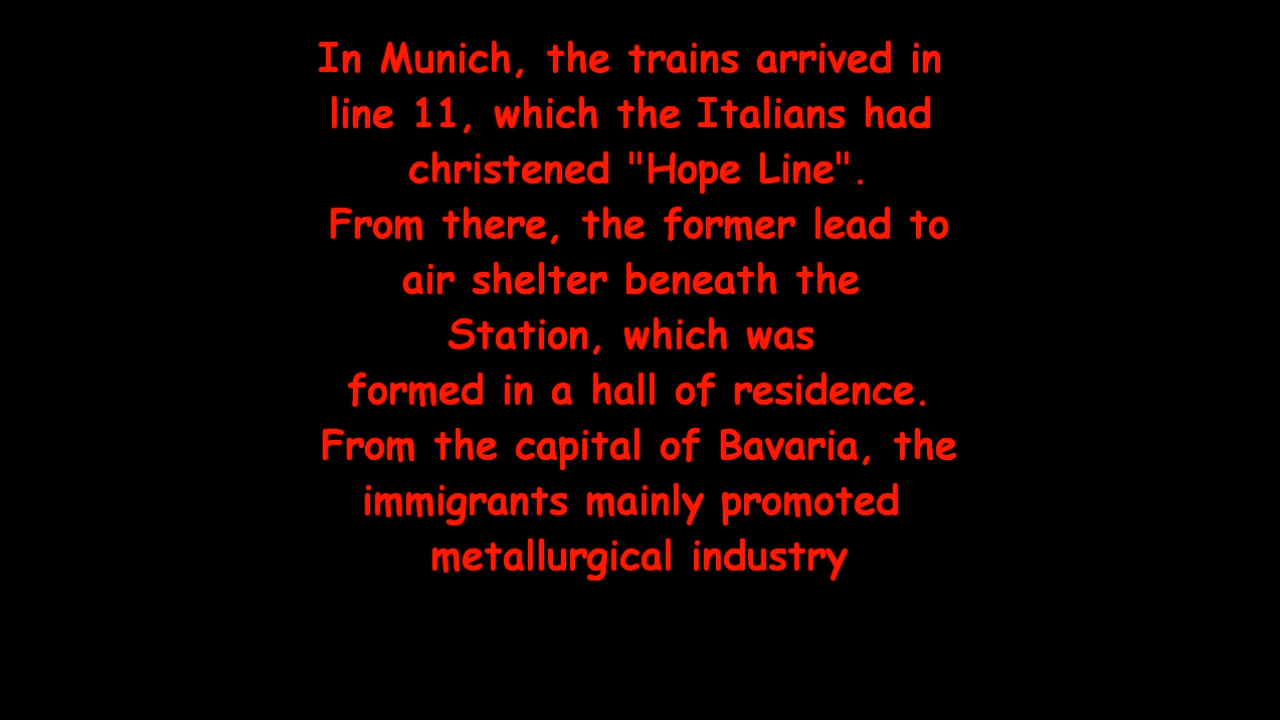 In Munich, the trains arrived in
line 11, which the Italians had
christened "Hope Line".
From there, the former lead to
air shelter beneath the
Station, which was
formed in a hall of residence.
From the capital of Bavaria, the
immigrants mainly promoted
metallurgical industry